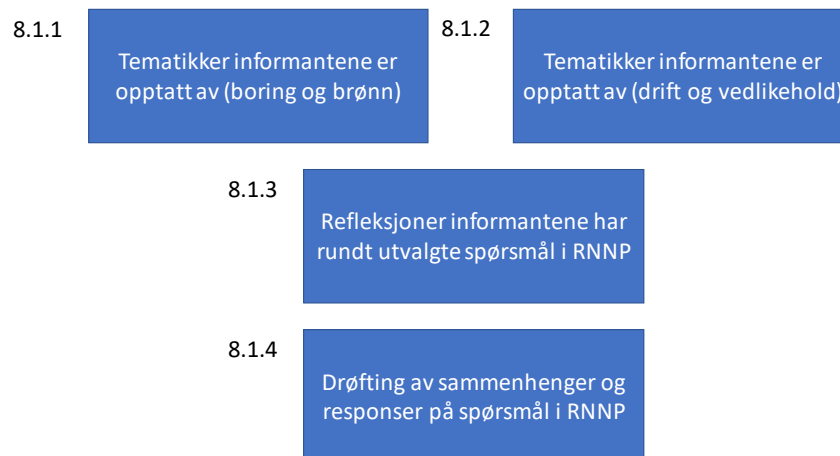 8.1.1
Tematikker informantene er
opptatt av (boring og brønn)
8.1.2
Tematikker informantene er
opptatt av (drift og vedlikehold)
8.1.3
Refleksjoner informantene har
rundt utvalgte spørsmål i RNNP
8.1.4
Drøfting av sammenhenger og
responser på spørsmål i RNNP